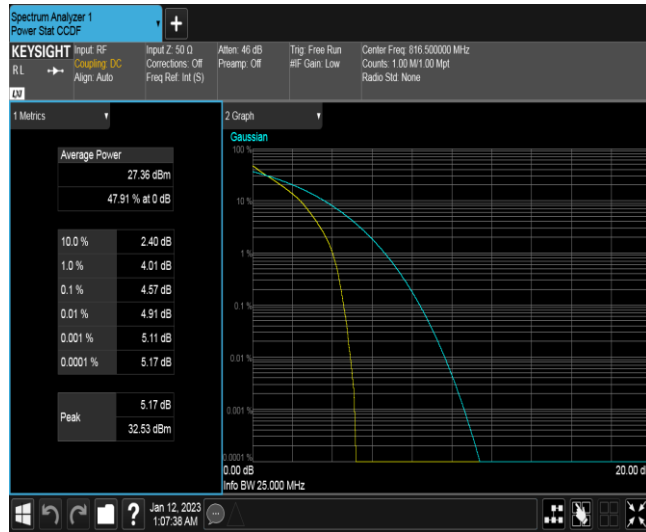 Spectrum Analyzer 1
Power Stat CCDF
+
KEYSIGHT
RL
LXI
Input: RF
Coupling: DC
Align: Auto
Input Z: 50 Ω
Corrections: Off
Freq Ref: Int (S)
Atten: 46 dB
Preamp: Off
Trig: Free Run
#IF Gain: Low
Center Freq: 816.500000 MHz
Counts: 1.00 M/1.00 Mpt
Radio Std: None
1 Metrics
Average Power
27.36 dBm
47.91 % at 0 dB
10.0 % 2.40 dB
1.0 % 4.01 dB
0.1 % 4.57 dB
0.01 % 4.91 dB
0.001 % 5.11 dB
0.0001 % 5.17 dB
Peak 5.17 dB
32.53 dBm
2 Graph
Gaussian
100 %
10 %
1 %
0.1 %
0.01 %
0.001 %
0.0001 %
0.00 dB
20.00 d
Info BW 25.000 MHz
?
Jan 12, 2023
1:07:38 AM